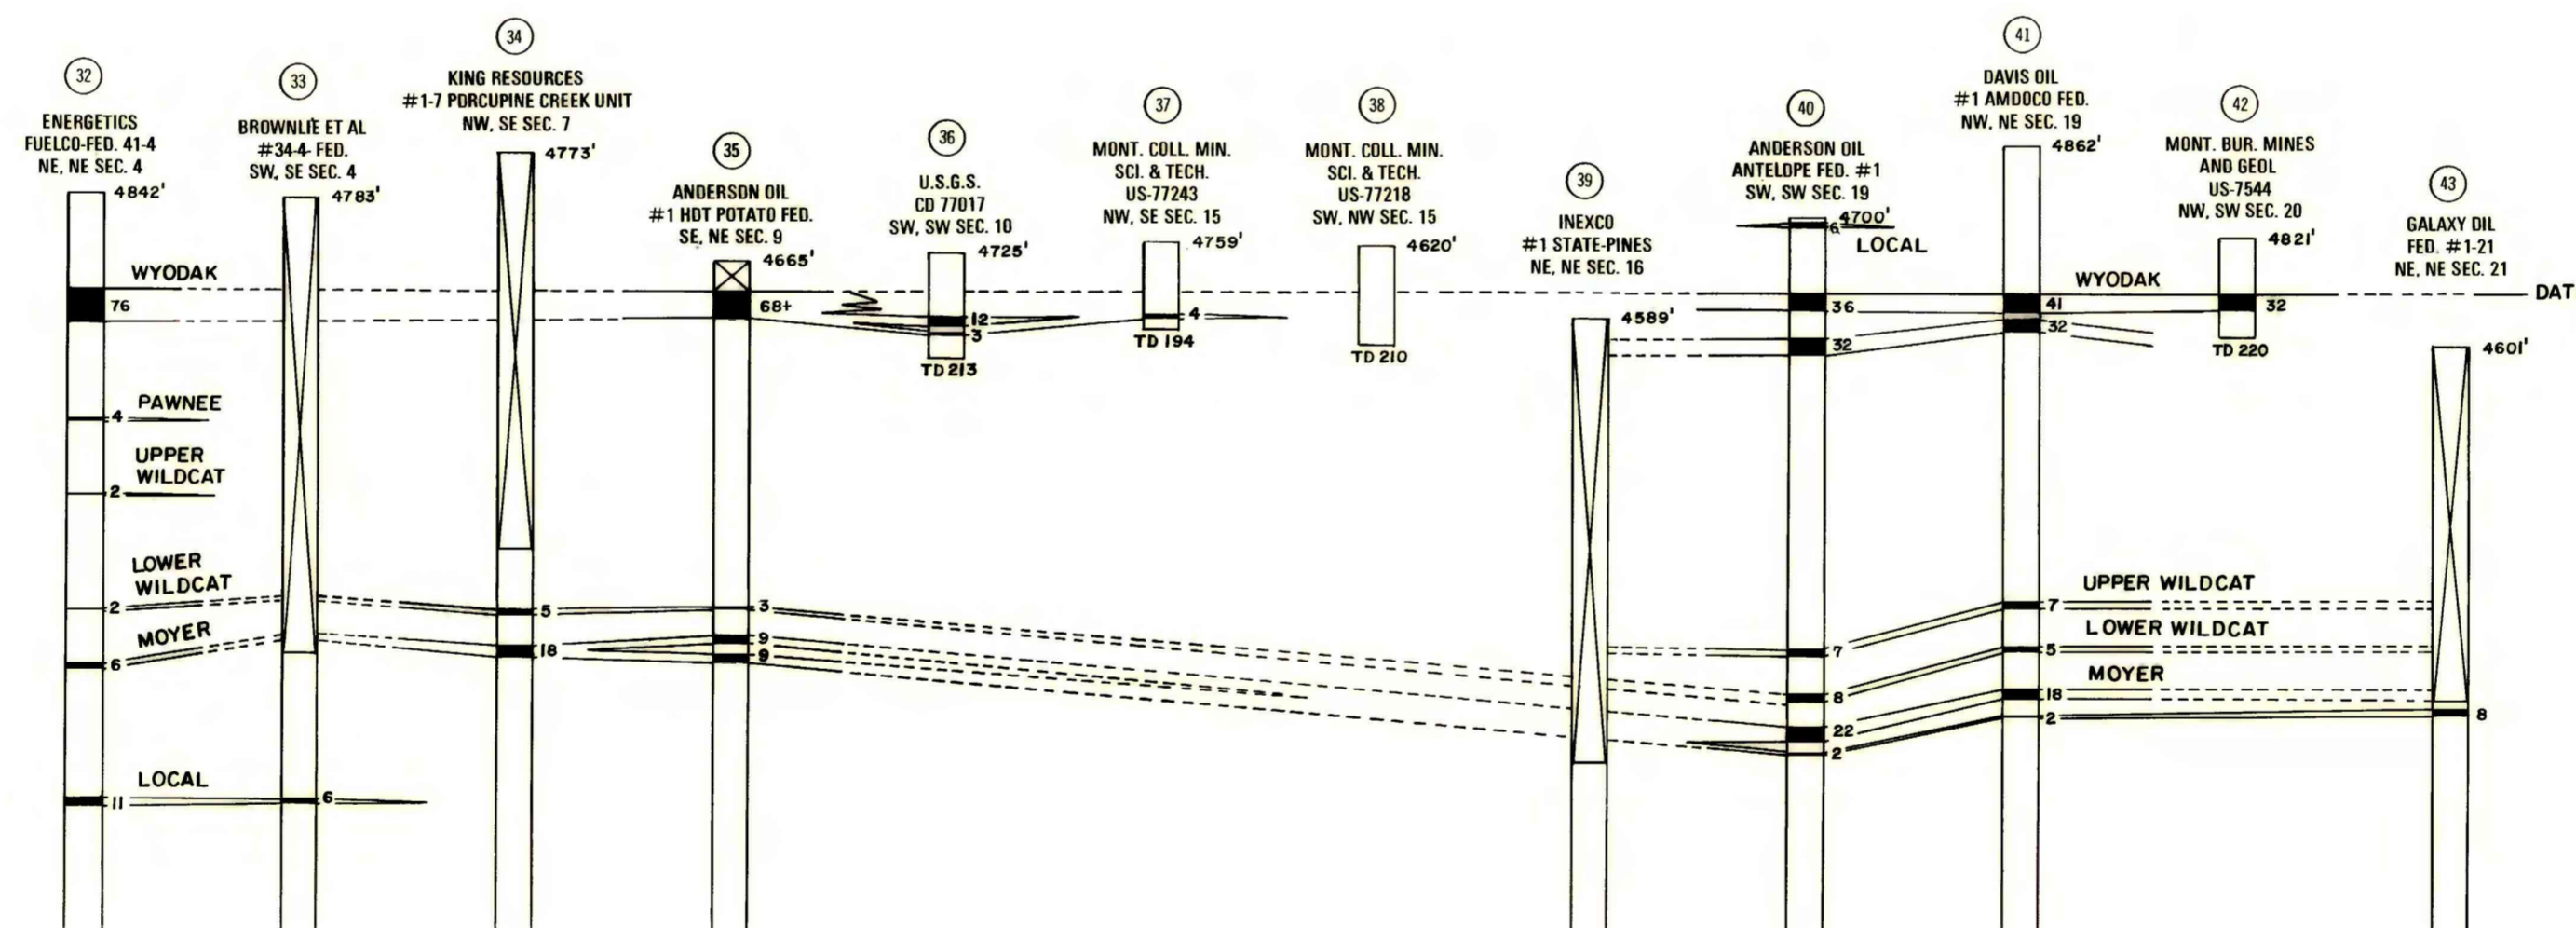 32
ENERGETICS
FUELCO-FED. 41-4
NE, NE SEC. 4
4842'
33
BROWNLIE ET AL
#34-4- FED.
SW, SE SEC. 4
4783'
34
KING RESOURCES
#1-7 PORCUPINE CREEK UNIT
NW, SE SEC. 7
4773'
35
ANDERSON OIL
#1 HOT POTATO FED.
SE, NE SEC. 9
4665'
36
U.S.G.S.
CD 77017
SW, SW SEC. 10
4725'
37
MONT. COLL. MIN.
SCI. & TECH.
US-77243
NW, SE SEC. 15
4759'
38
MONT. COLL. MIN.
SCI. & TECH.
US-77218
SW, NW SEC. 15
4620'
39
INEXCO
#1 STATE-PINES
NE, NE SEC. 16
4589'
40
ANDERSON OIL
ANTELOPE FED. #1
SW, SW SEC. 19
4700'
41
DAVIS OIL
#1 AMDOCO FED.
NW, NE SEC. 19
4862'
42
MONT. BUR. MINES
AND GEOL
US-7544
NW, SW SEC. 20
4821'
43
GALAXY OIL
FED. #1-21
NE, NE SEC. 21
4601'
WYODAK
76
PAWNEE
4
UPPER
WILDCAT
2
LOWER
WILDCAT
2
MOYER
6
LOCAL
11
6
5
18
68+
3
9
9
12
3
TD 213
4
TD 194
TD 210
6
LOCAL
36
32
7
8
22
2
WYODAK
41
32
UPPER WILDCAT
7
LOWER WILDCAT
5
MOYER
18
2
32
TD 220
8
DAT